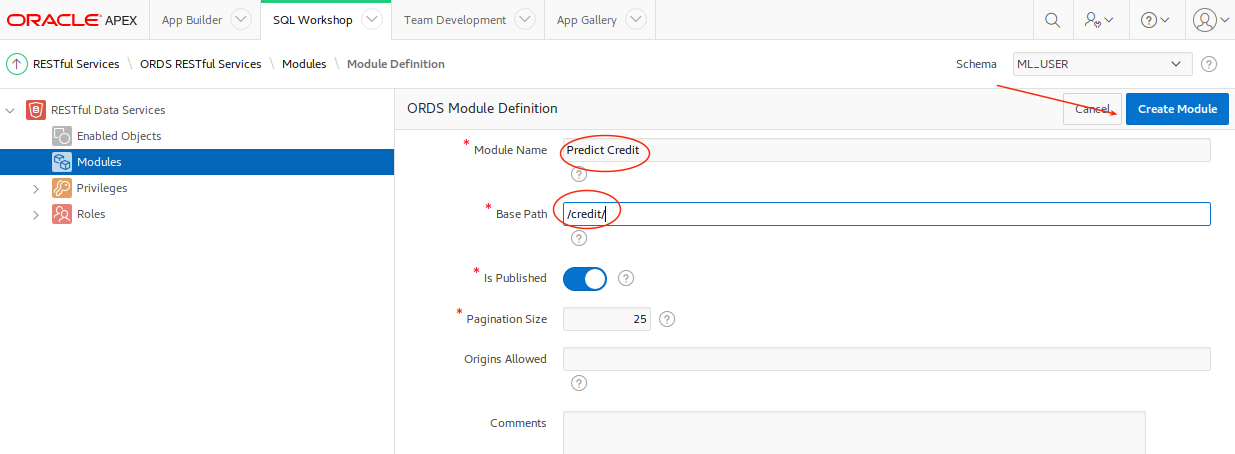 ORACLE APEX App Builder SQL Workshop Team Development App Gallery
RESTful Services \ ORDS RESTful Services \ Modules \ Module Definition Schema ML_USER ?
RESTful Data Services
Enabled Objects
Modules
Privileges
Roles
ORDS Module Definition Cancel Create Module
* Module Name Predict Credit
?
* Base Path /credit/
?
* Is Published ?
* Pagination Size 25 ?
Origins Allowed
?
Comments